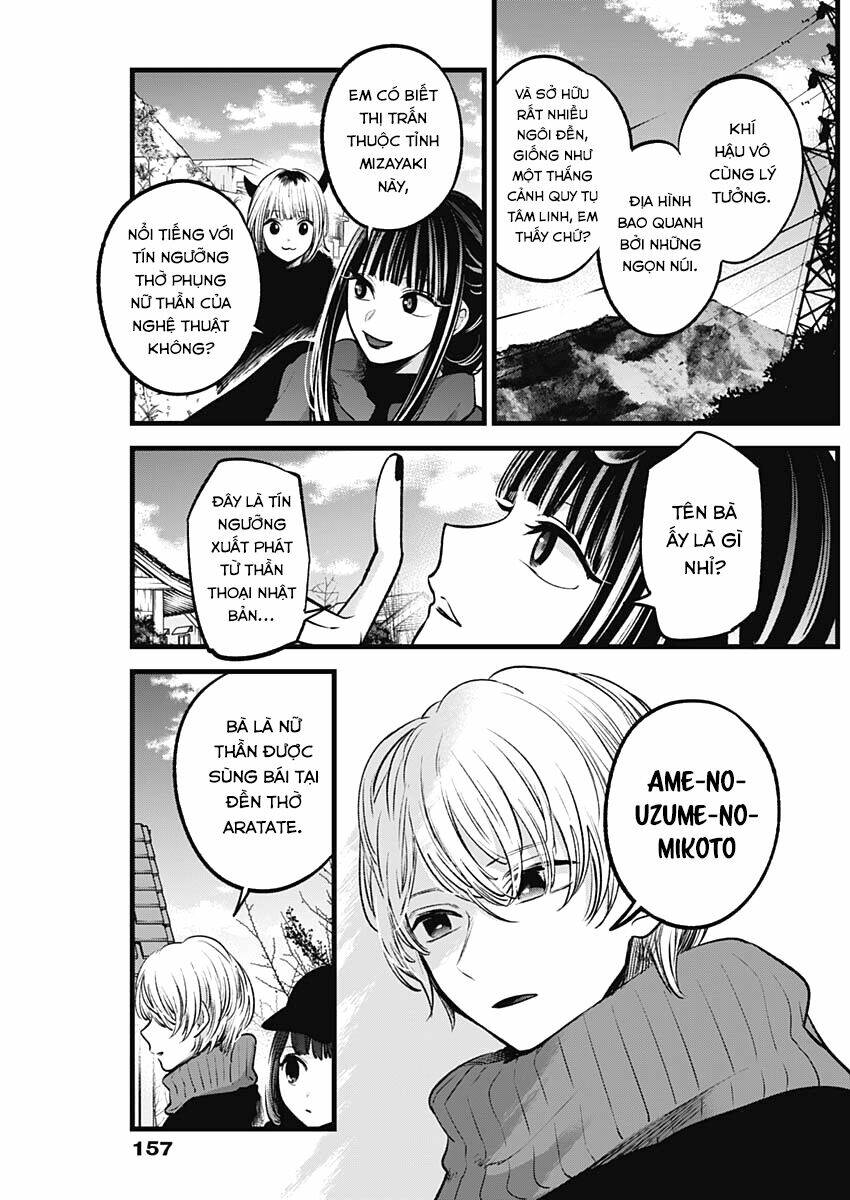 KHÍ
HẬU VÔ
CÙNG LÝ
TƯỞNG.
ĐỊA HÌNH
BAO QUANH
BỞI NHỮNG
NGỌN NÚI.
VÀ SỞ HỮU
RẤT NHIỀU
NGÔI ĐỀN,
GIỐNG NHƯ
MỘT THẮNG
CẢNH QUY TỤ
TÂM LINH, EM
THẤY CHỨ?
EM CÓ BIẾT
THỊ TRẤN
THUỘC TỈNH
MIZAYAKI
NÀY,
NỔI TIẾNG VỚI
TÍN NGƯỠNG
THỜ PHỤNG
NỮ THẦN CỦA
NGHỆ THUẬT
KHÔNG?
TÊN BÀ
ẤY LÀ GÌ
NHỈ?
ĐÂY LÀ TÍN
NGƯỠNG
XUẤT PHÁT
TỪ THẦN
THOẠI NHẬT
BẢN...
AME-NO-
UZUME-NO-
MIKOTO
BÀ LÀ NỮ
THẦN ĐƯỢC
SÙNG BÁI TẠI
ĐỀN THỜ
ARATATE.
157